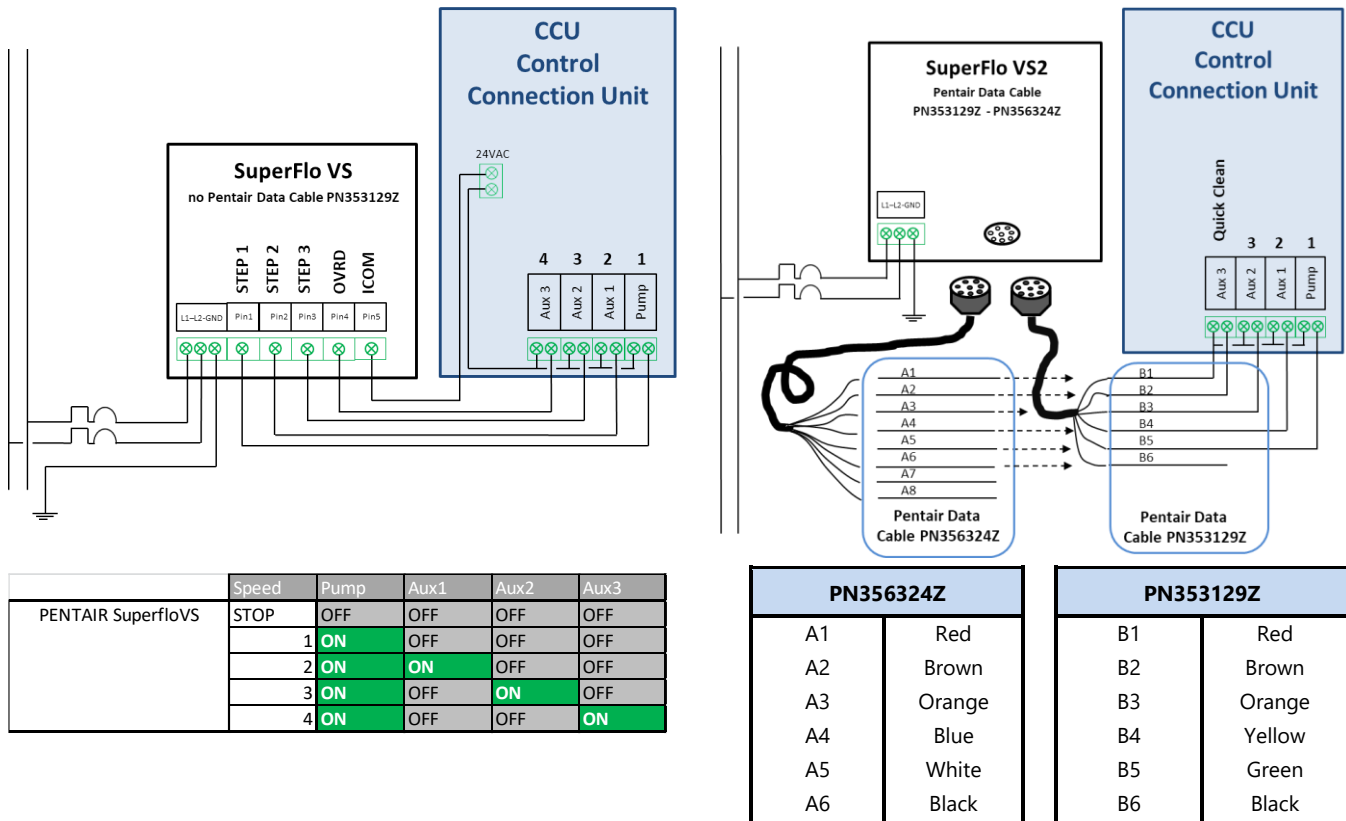 CCU
Control
Connection Unit
24VAC
SuperFlo VS
no Pentair Data Cable PN353129Z
STEP 1
STEP 2
STEP 3
OVRD
ICOM
L1–L2-GND
Pin1
Pin2
Pin3
Pin4
Pin5
4 3 2 1
Aux 3
Aux 2
Aux 1
Pump
SuperFlo VS2
Pentair Data Cable
PN353129Z - PN356324Z
L1–L2-GND
CCU
Control
Connection Unit
Quick Clean
3 2 1
Aux 3
Aux 2
Aux 1
Pump
A1
A2
A3
A4
A5
A6
A7
A8
Pentair Data
Cable PN356324Z
B1
B2
B3
B4
B5
B6
Pentair Data
Cable PN353129Z
Speed Pump Aux1 Aux2 Aux3
PENTAIR SuperfloVS STOP OFF OFF OFF OFF
1 ON OFF OFF OFF
2 ON ON OFF OFF
3 ON OFF ON OFF
4 ON OFF OFF ON
PN356324Z
A1 Red
A2 Brown
A3 Orange
A4 Blue
A5 White
A6 Black
PN353129Z
B1 Red
B2 Brown
B3 Orange
B4 Yellow
B5 Green
B6 Black